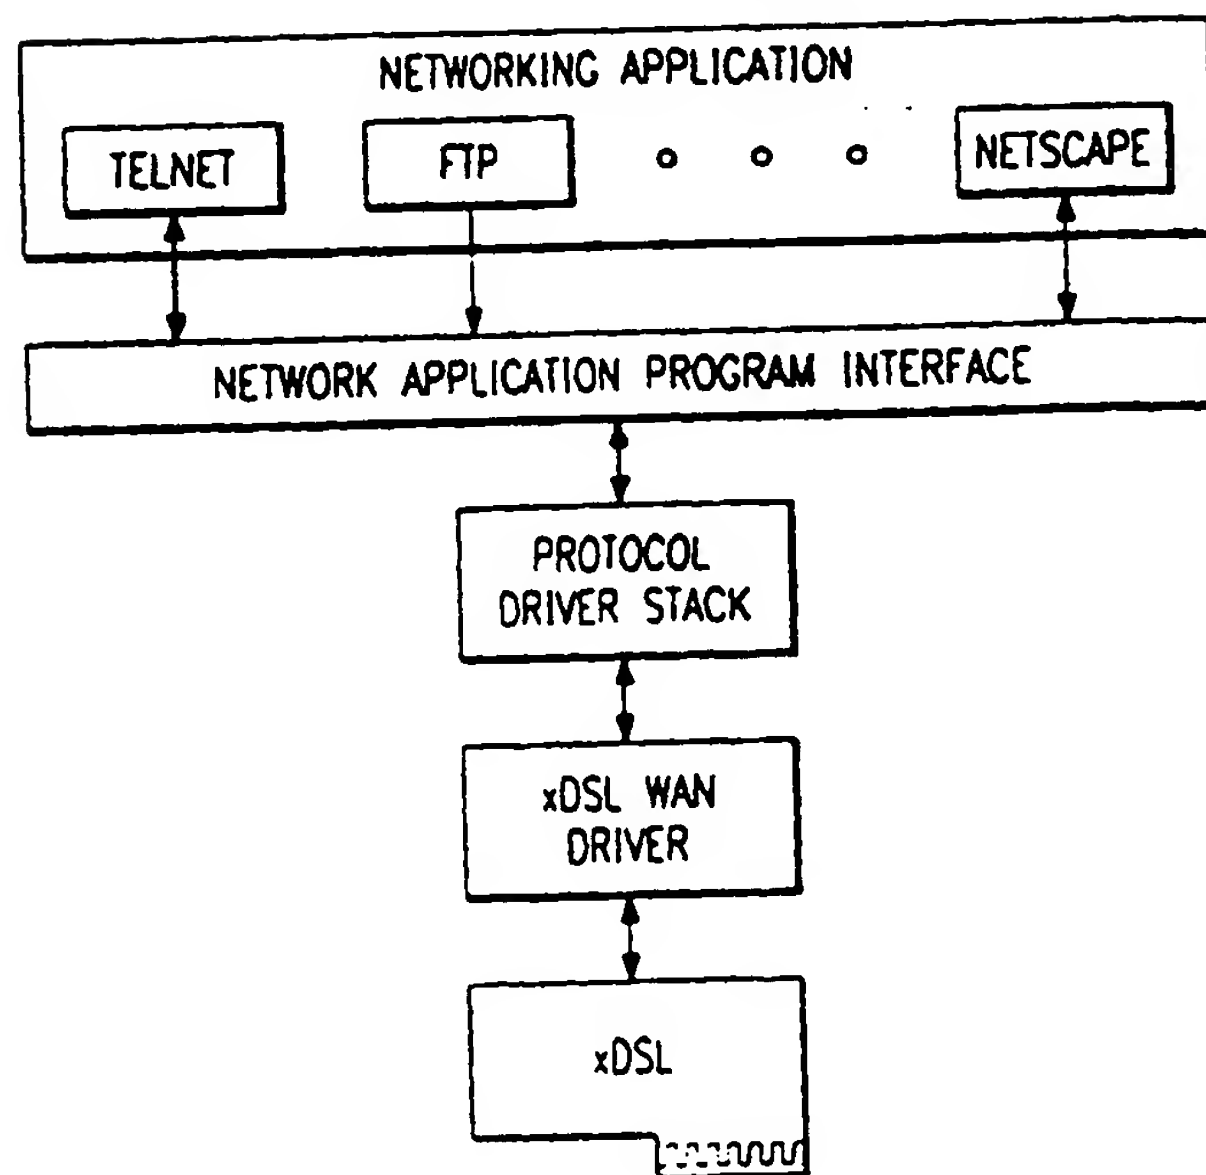 NETWORKING APPLICATION
TELNET
FTP
NETSCAPE
NETWORK APPLICATION PROGRAM INTERFACE
PROTOCOL
DRIVER STACK
xDSL WAN
DRIVER
xDSL